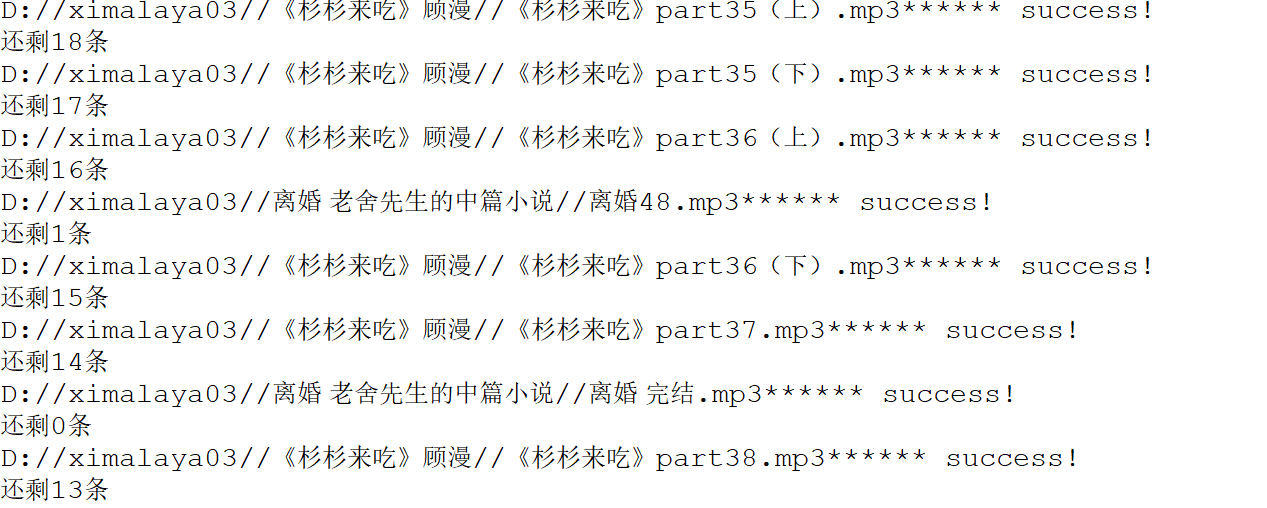 D://ximalaya03//《杉杉来吃》顾漫//《杉杉来吃》part35（上）.mp3****** success!
还剩18条
D://ximalaya03//《杉杉来吃》顾漫//《杉杉来吃》part35（下）.mp3****** success!
还剩17条
D://ximalaya03//《杉杉来吃》顾漫//《杉杉来吃》part36（上）.mp3****** success!
还剩16条
D://ximalaya03//离婚 老舍先生的中篇小说//离婚48.mp3****** success!
还剩1条
D://ximalaya03//《杉杉来吃》顾漫//《杉杉来吃》part36（下）.mp3****** success!
还剩15条
D://ximalaya03//《杉杉来吃》顾漫//《杉杉来吃》part37.mp3****** success!
还剩14条
D://ximalaya03//离婚 老舍先生的中篇小说//离婚 完结.mp3****** success!
还剩0条
D://ximalaya03//《杉杉来吃》顾漫//《杉杉来吃》part38.mp3****** success!
还剩13条